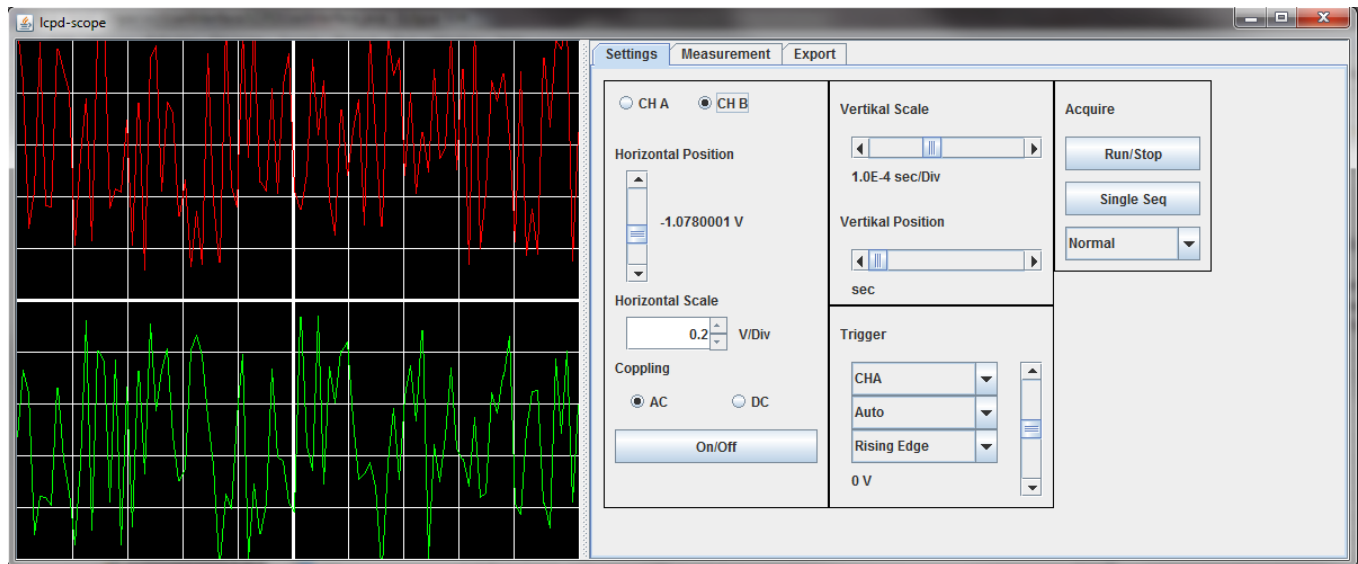 lcpd-scope
Settings Measurement Export
CH A CH B
Horizontal Position
-1.0780001 V
Horizontal Scale
0.2 V/Div
Coppling
AC DC
On/Off
Vertikal Scale
1.0E-4 sec/Div
Vertikal Position
sec
Trigger
CHA
Auto
Rising Edge
0 V
Acquire
Run/Stop
Single Seq
Normal